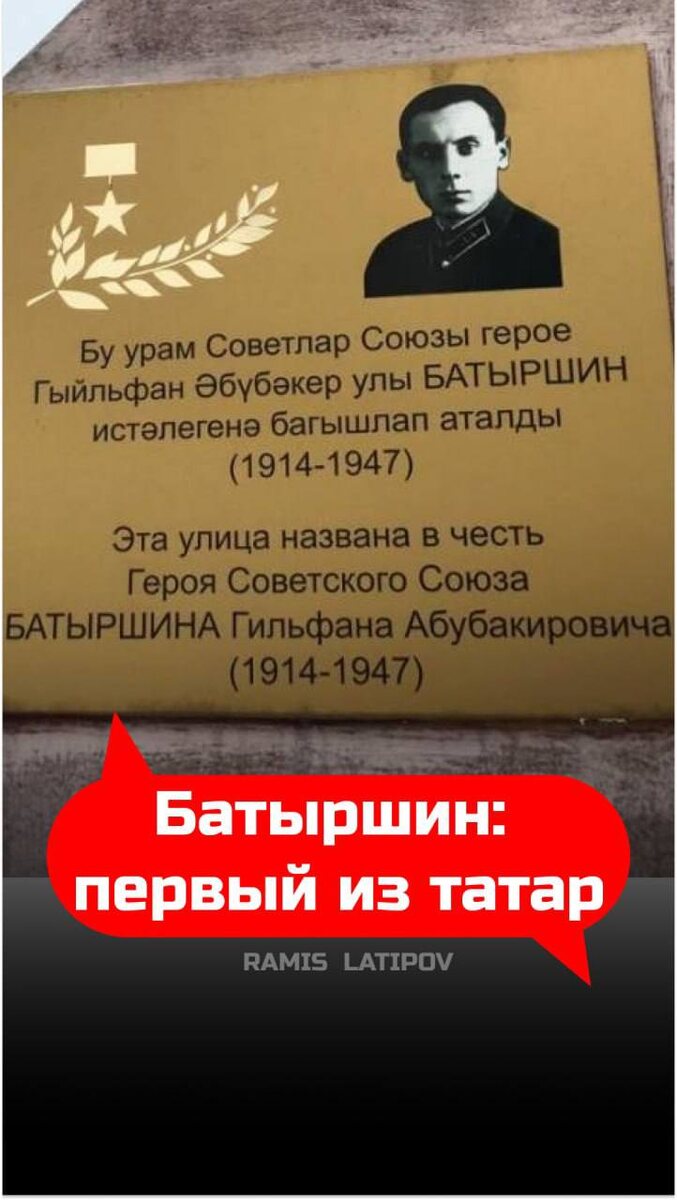 Бу урам Советлар Союзы герое
Гыйльфан Әбүбәкер улы БАТЫРШИН
истәлегенә багышлап аталды
(1914-1947)
Эта улица названа в честь
Героя Советского Союза
БАТЫРШИНА Гильфана Абубакировича
(1914-1947)
Батыршин:
первый из татар
RAMIS LATIPOV